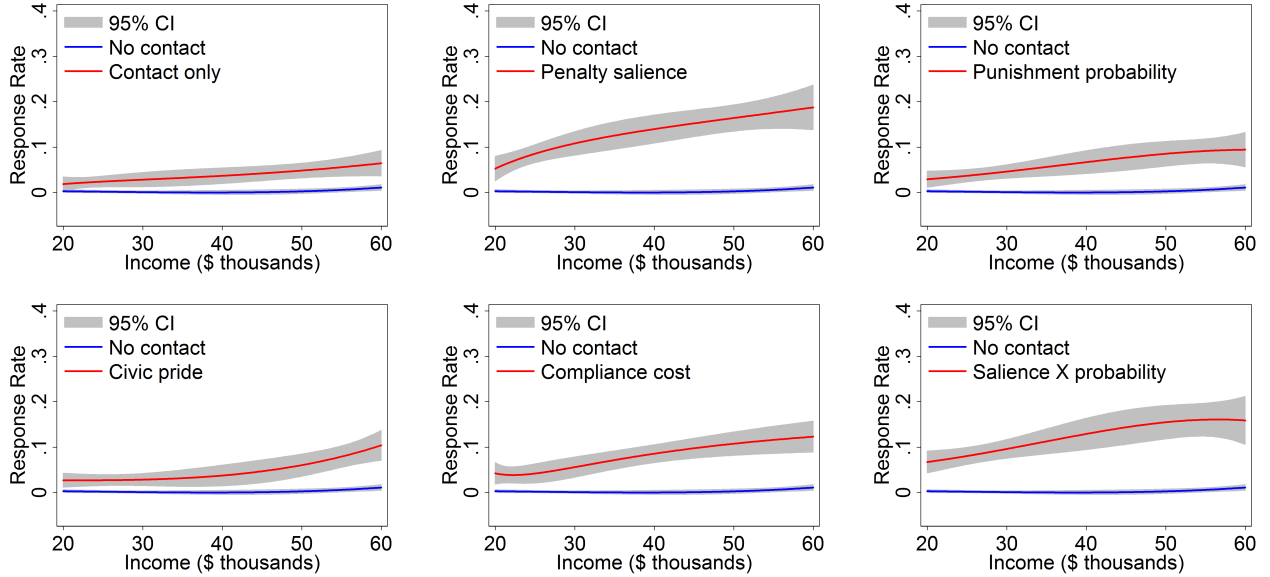 Response Rate
.4
.3
.2
.1
0
95% CI
No contact
Contact only
20 30 40 50 60
Income ($ thousands)
Response Rate
.4
.3
.2
.1
0
95% CI
No contact
Penalty salience
20 30 40 50 60
Income ($ thousands)
Response Rate
.4
.3
.2
.1
0
95% CI
No contact
Punishment probability
20 30 40 50 60
Income ($ thousands)
Response Rate
.4
.3
.2
.1
0
95% CI
No contact
Civic pride
20 30 40 50 60
Income ($ thousands)
Response Rate
.4
.3
.2
.1
0
95% CI
No contact
Compliance cost
20 30 40 50 60
Income ($ thousands)
Response Rate
.4
.3
.2
.1
0
95% CI
No contact
Salience X probability
20 30 40 50 60
Income ($ thousands)